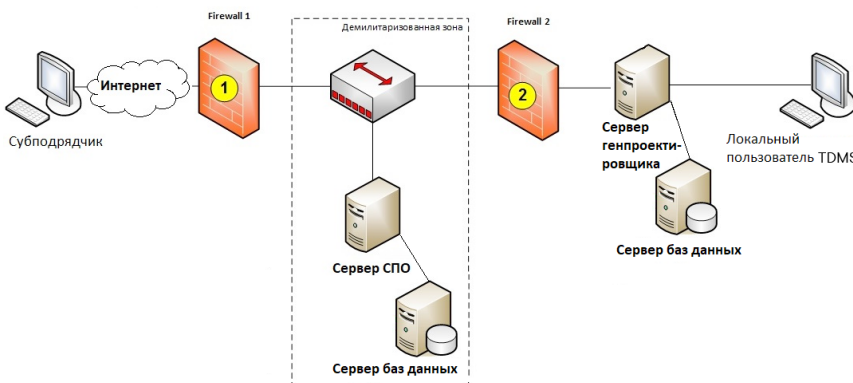 Firewall 1
Демилитаризованная зона
Firewall 2
1
Интернет
2
Субподрядчик
Сервер
генпроекти-
ровщика
Локальный
пользователь TDMS
Сервер баз данных
Сервер СПО
Сервер баз данных